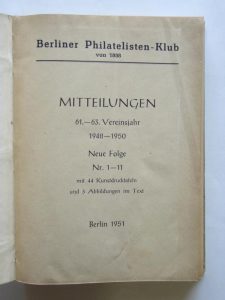 Berliner Philatelisten-Klub
von 1888
MITTEILUNGEN
61.—63. Vereinsjahr
1948—1950
Neue Folge
Nr. 1—11
mit 44 Kunstdrucktafeln
und 3 Abbildungen im Text
Berlin 1951